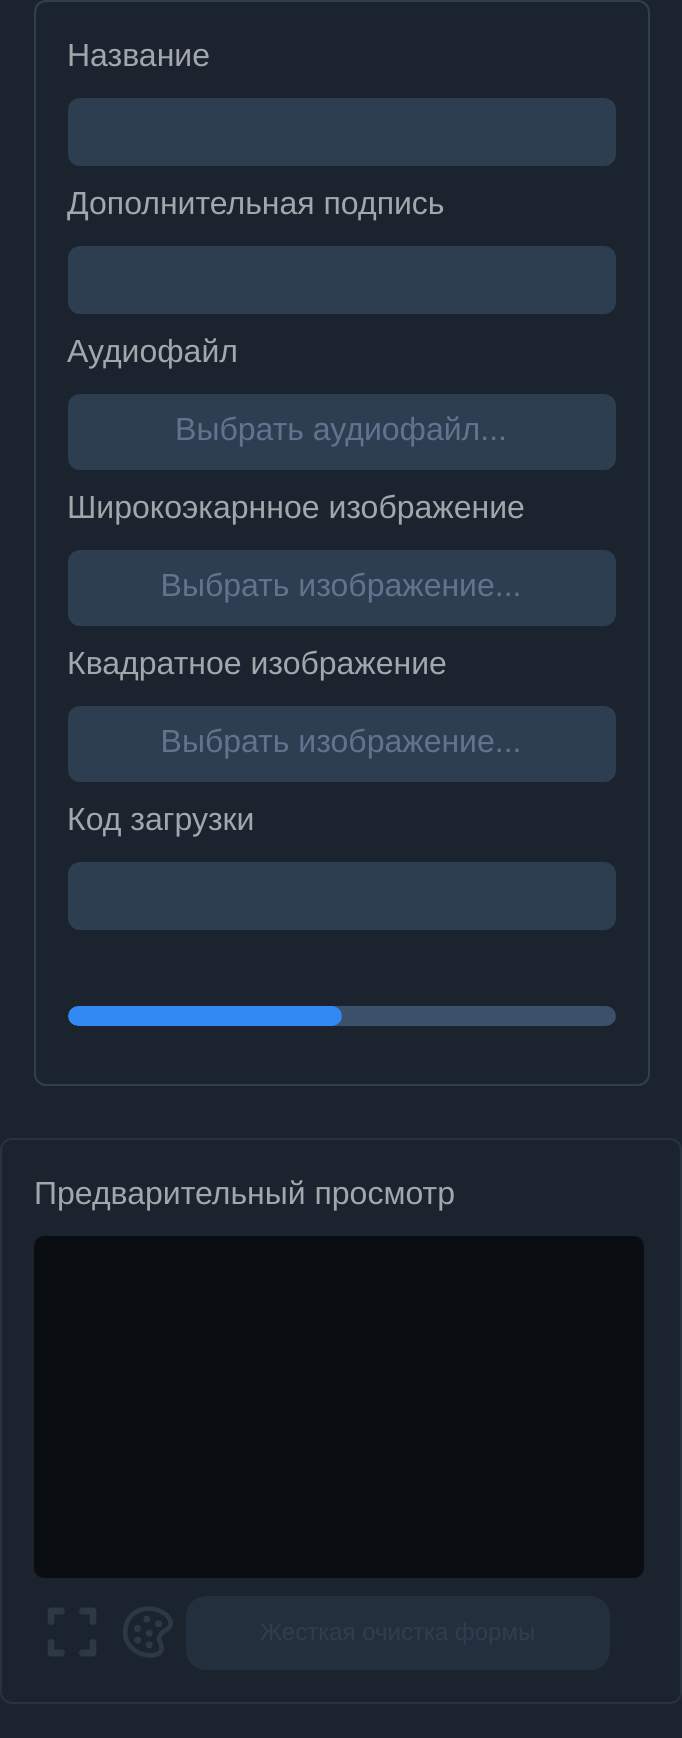 Название
Дополнительная подпись
Аудиофайл
Выбрать аудиофайл...
Широкоэкарнное изображение
Выбрать изображение...
Квадратное изображение
Выбрать изображение...
Код загрузки
Предварительный просмотр
Жесткая очистка формы